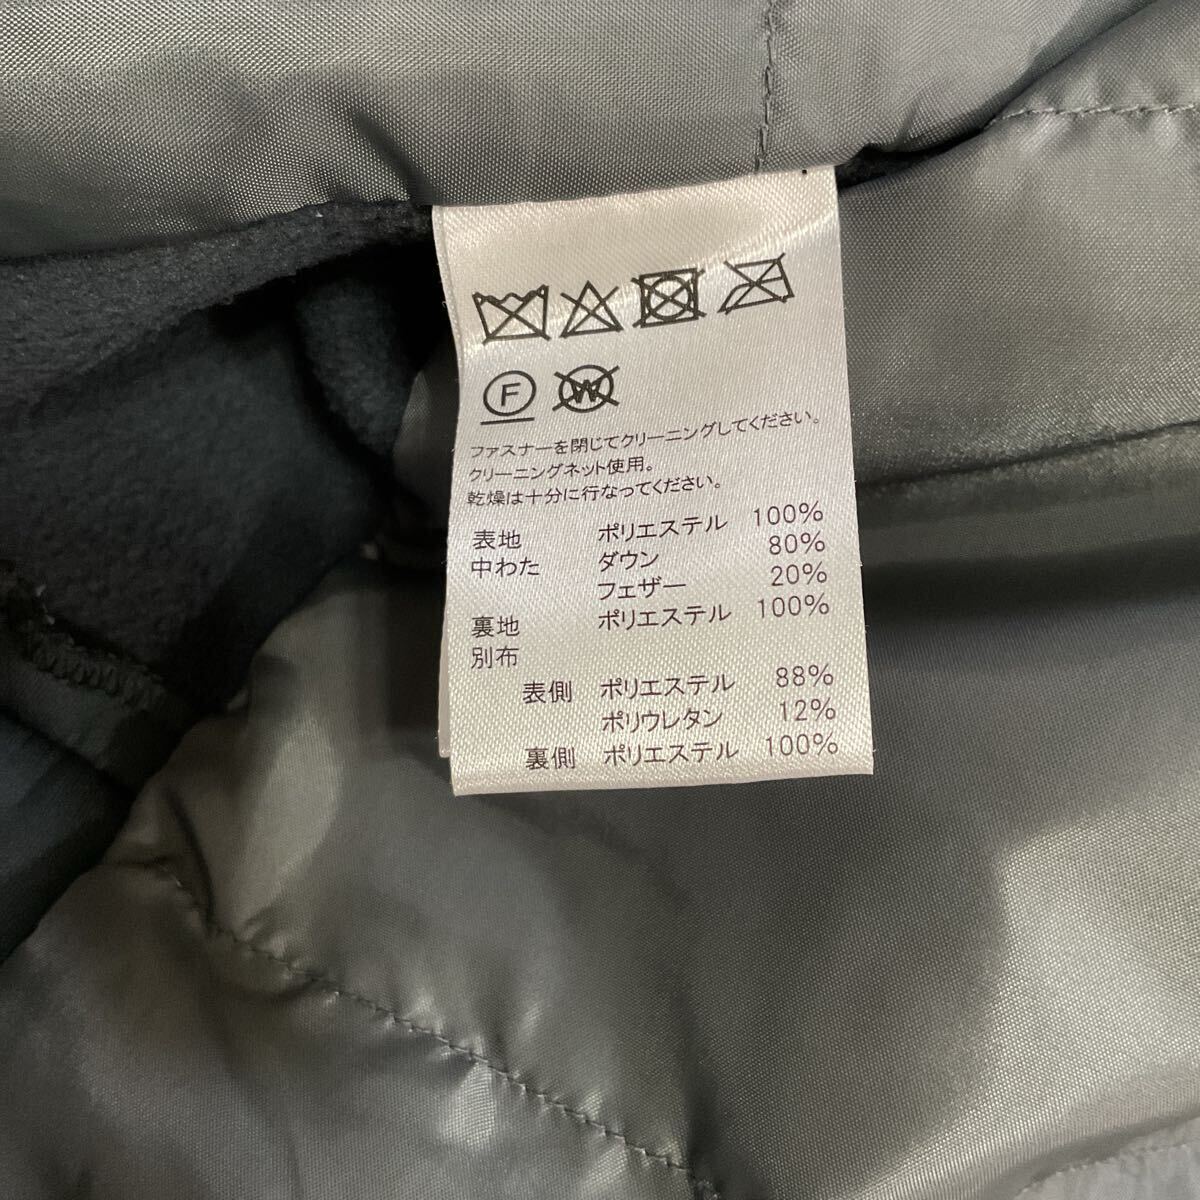 F W
ファスナーを閉じてクリーニングしてください。
クリーニングネット使用。
乾燥は十分に行なってください。
表地 ポリエステル 100%
中わた ダウン 80%
フェザー 20%
裏地 ポリエステル 100%
別布
表側 ポリエステル 88%
ポリウレタン 12%
裏側 ポリエステル 100%